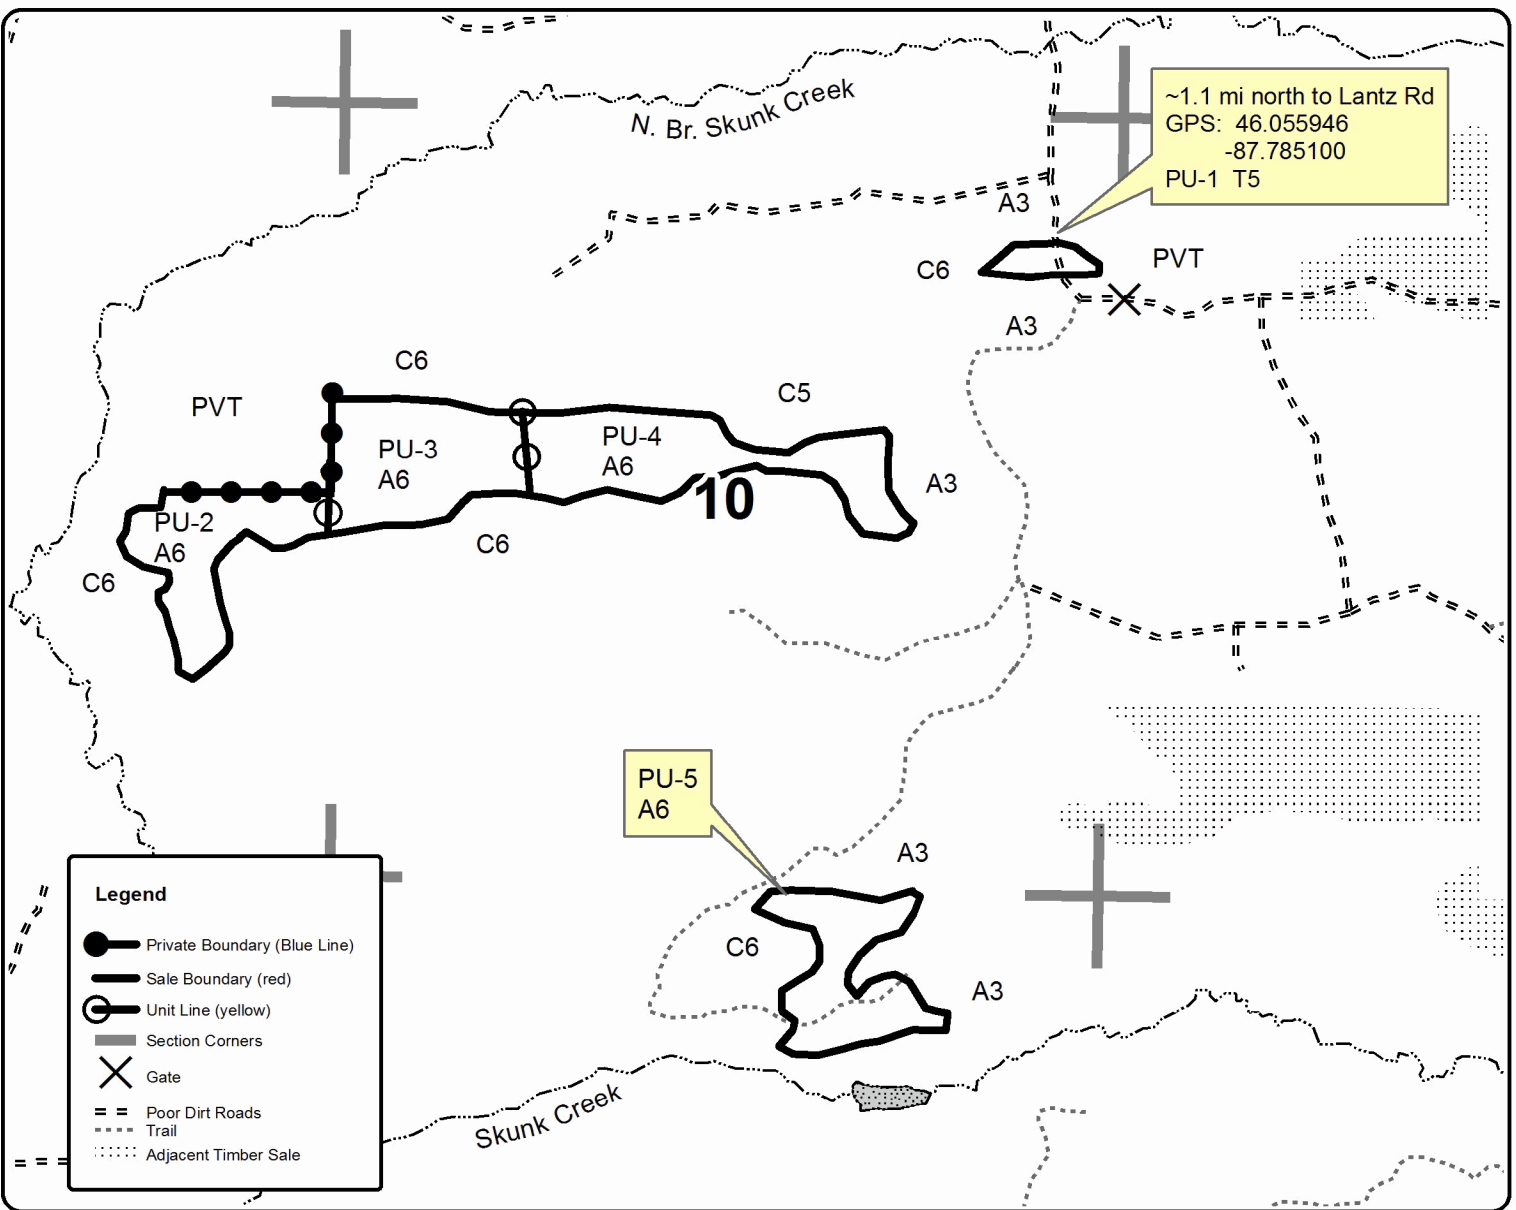 N. Br. Skunk Creek
~1.1 mi north to Lantz Rd
GPS: 46.055946
-87.785100
PU-1 T5
A3
C6
PVT
A3
C6
PVT
C5
PU-3
A6
PU-4
A6
10
A3
PU-2
A6
C6
C6
PU-5
A6
A3
C6
A3
Skunk Creek
Legend
Private Boundary (Blue Line)
Sale Boundary (red)
Unit Line (yellow)
Section Corners
Gate
Poor Dirt Roads
Trail
Adjacent Timber Sale